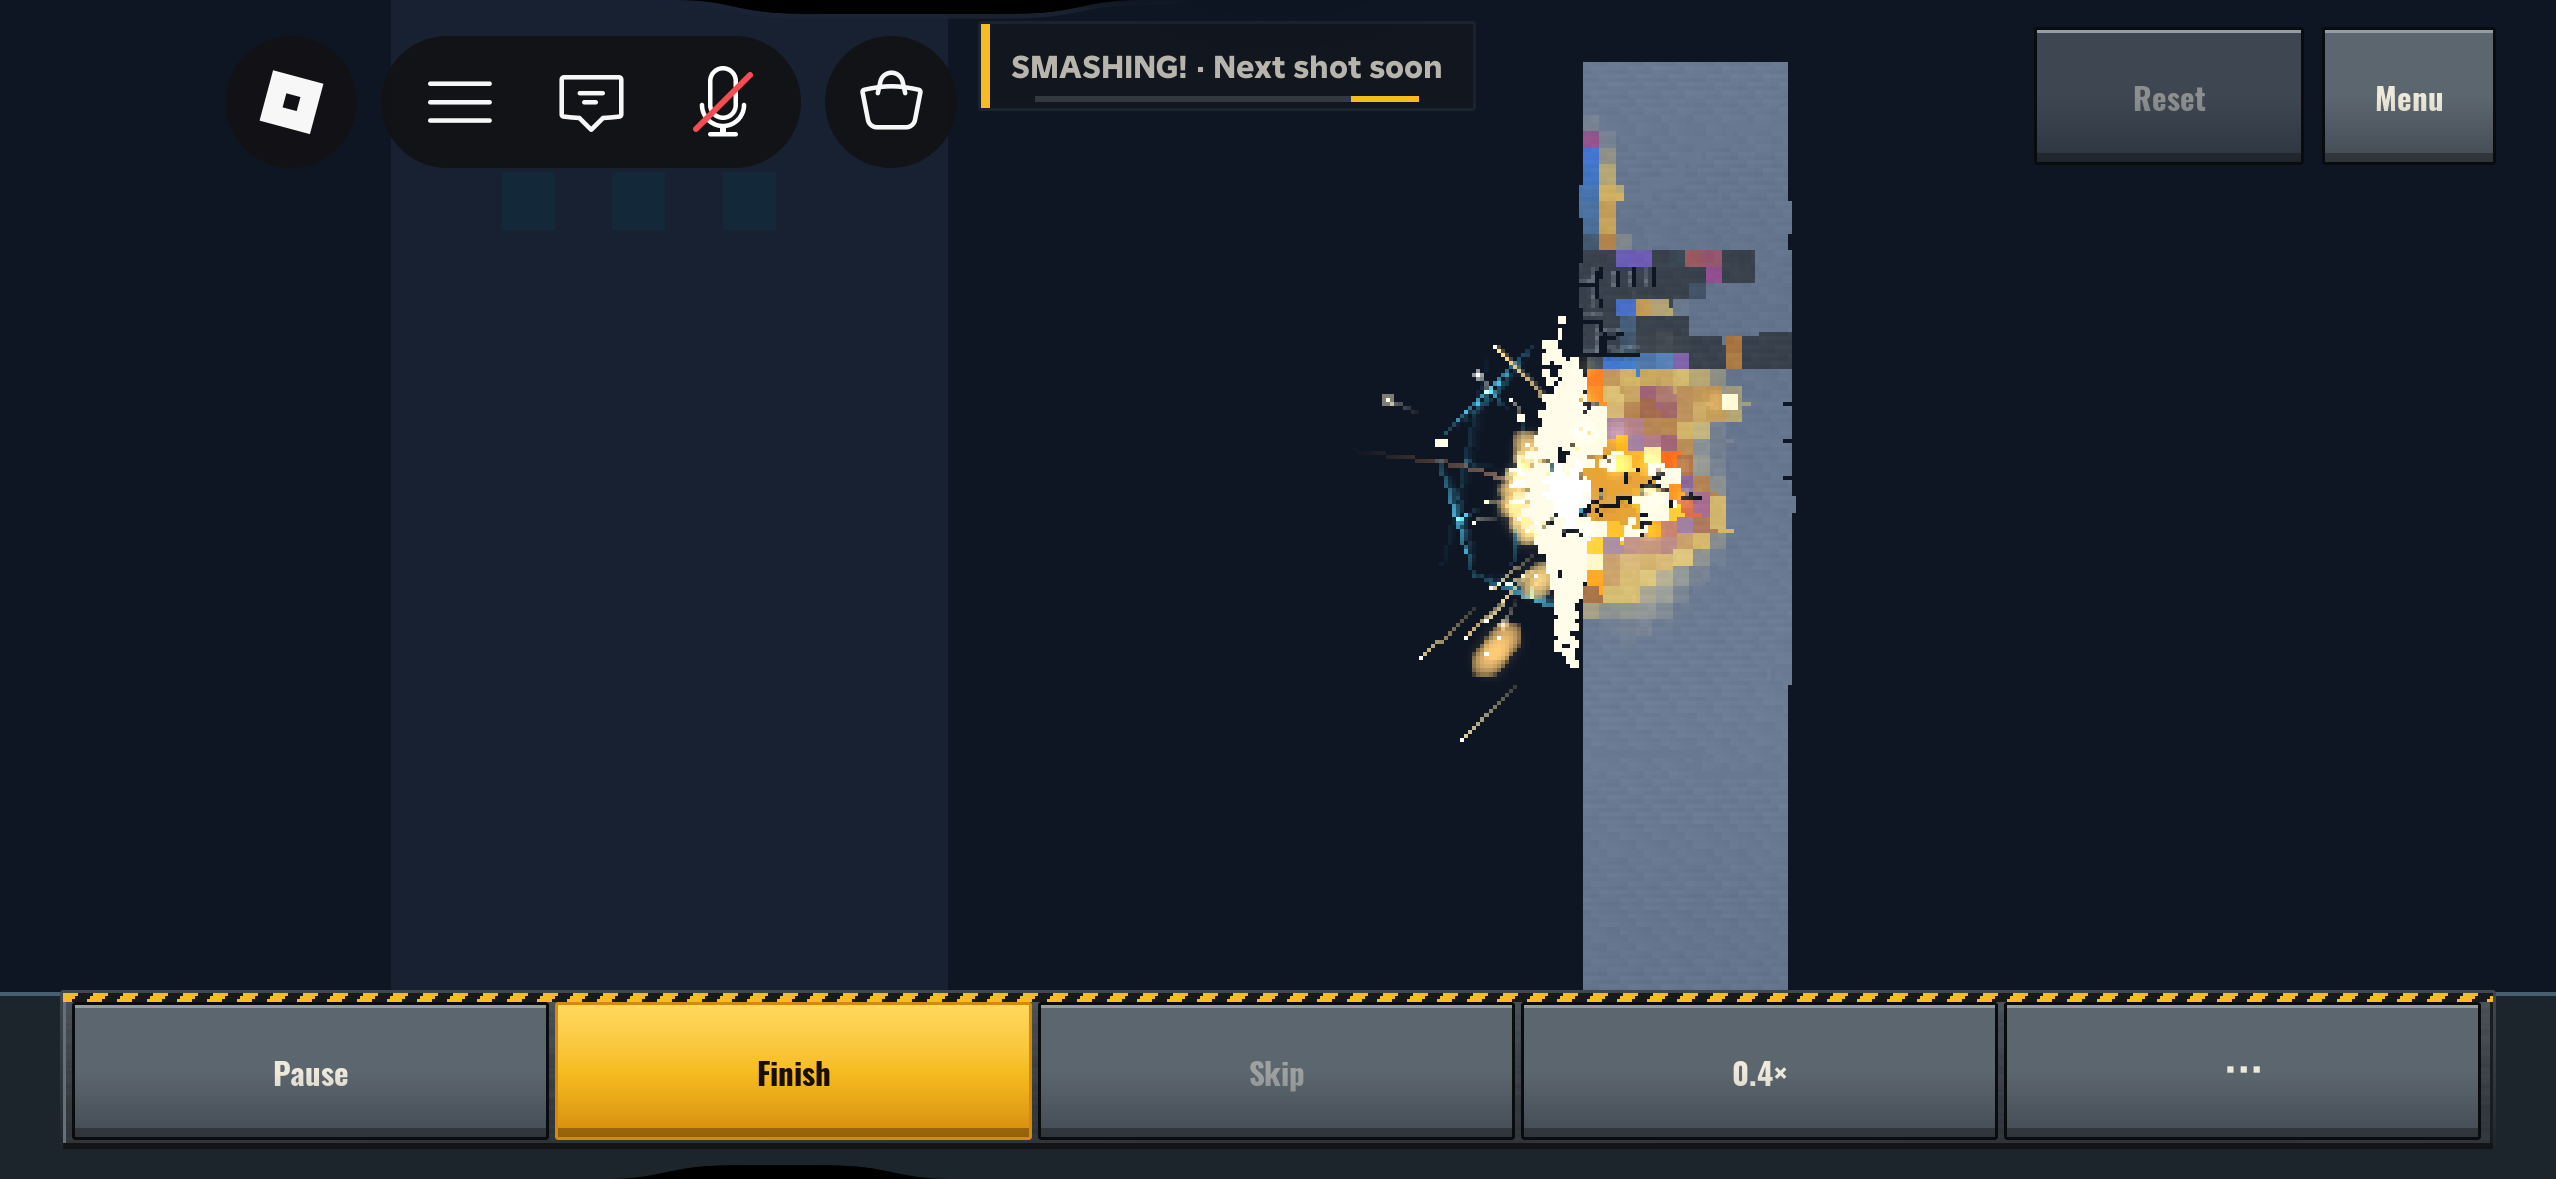 SMASHING! · Next shot soon
Reset
Menu
Pause
Finish
Skip
0.4×
···